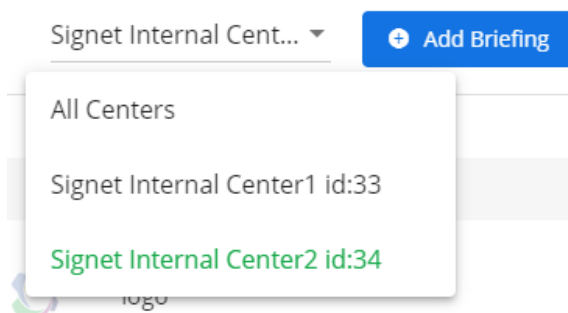 Signet Internal Cent...
Add Briefing
All Centers
Signet Internal Center1 id:33
Signet Internal Center2 id:34
logo